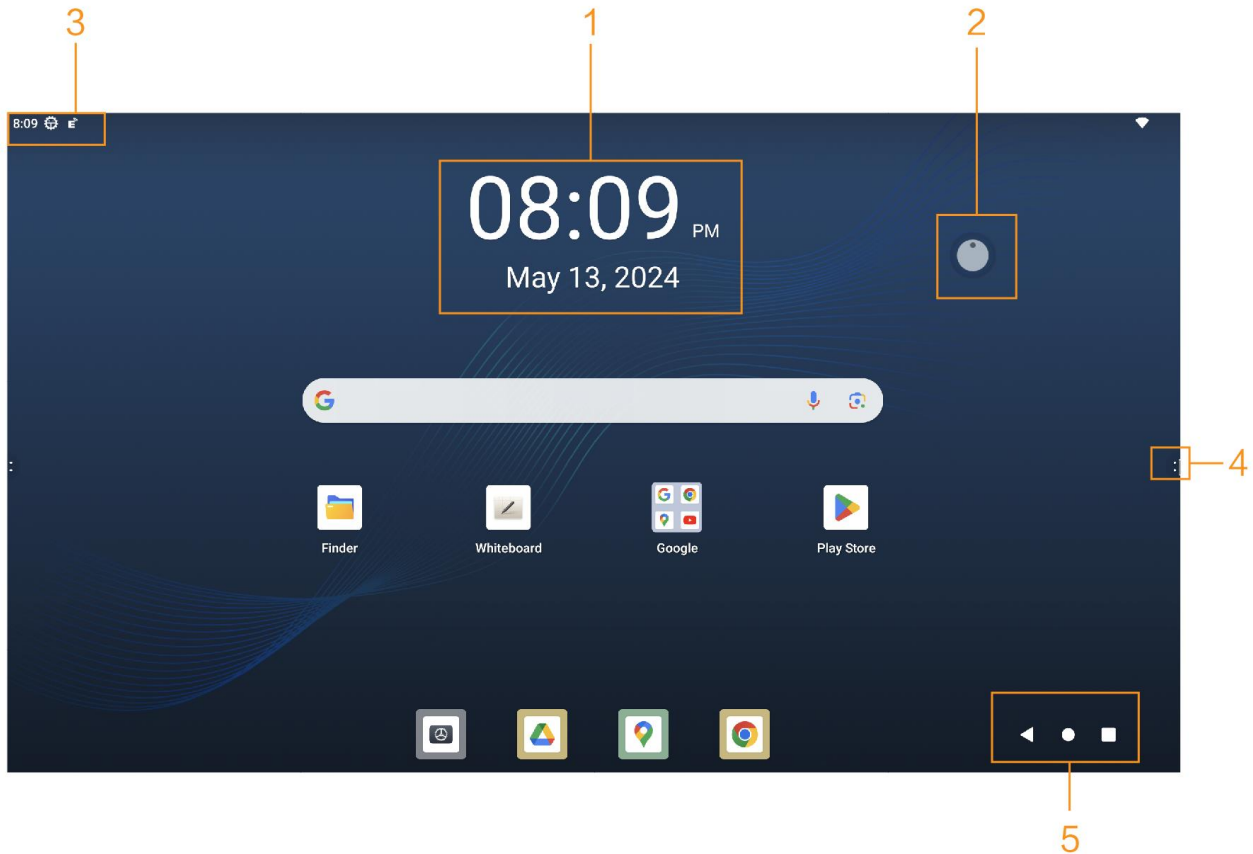 3
1
2
8:09
08:09 PM
May 13, 2024
4
Finder
Whiteboard
Google
Play Store
5